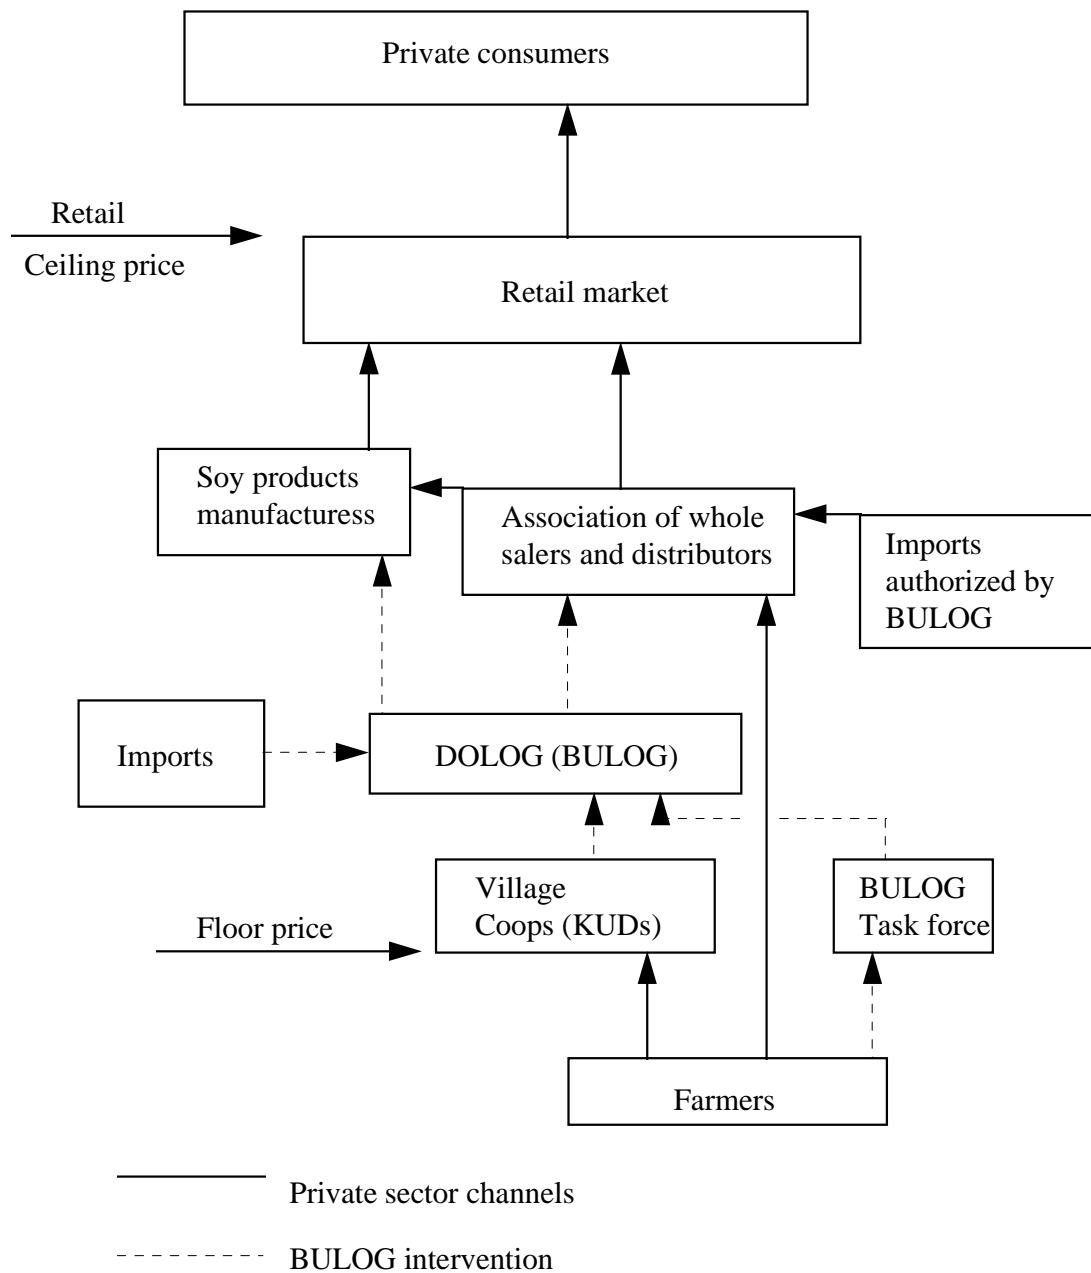 Private consumers
Retail
Ceiling price
Retail market
Soy products
manufacturess
Association of whole
salers and distributors
Imports
authorized by
BULOG
Imports
DOLOG (BULOG)
Village
Coops (KUDs)
BULOG
Task force
Floor price
Farmers
Private sector channels
BULOG intervention